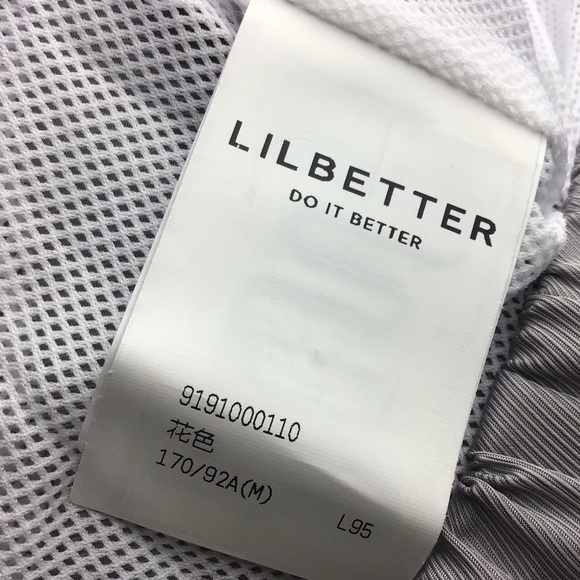 LILBETTER
DO IT BETTER
9191000110
花色
170/92A(M)
L95